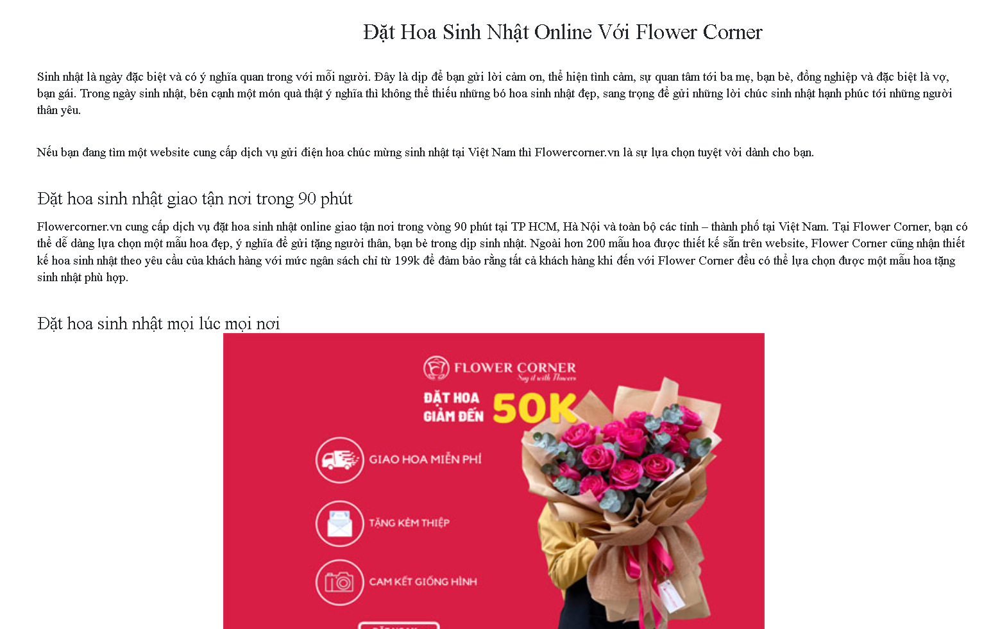 Đặt Hoa Sinh Nhật Online Với Flower Corner
Sinh nhật là ngày đặc biệt và có ý nghĩa quan trong với mỗi người. Đây là dịp để bạn gửi lời cảm ơn, thể hiện tình cảm, sự quan tâm tới ba mẹ, bạn bè, đồng nghiệp và đặc biệt là vợ,
bạn gái. Trong ngày sinh nhật, bên cạnh một món quà thật ý nghĩa thì không thể thiếu những bó hoa sinh nhật đẹp, sang trọng để gửi những lời chúc sinh nhật hạnh phúc tới những người
thân yêu.
Nếu bạn đang tìm một website cung cấp dịch vụ gửi điện hoa chúc mừng sinh nhật tại Việt Nam thì Flowercorner.vn là sự lựa chọn tuyệt vời dành cho bạn.
Đặt hoa sinh nhật giao tận nơi trong 90 phút
Flowercorner.vn cung cấp dịch vụ đặt hoa sinh nhật online giao tận nơi trong vòng 90 phút tại TP HCM, Hà Nội và toàn bộ các tỉnh – thành phố tại Việt Nam. Tại Flower Corner, bạn có
thể dễ dàng lựa chọn một mẫu hoa đẹp, ý nghĩa để gửi tặng người thân, bạn bè trong dịp sinh nhật. Ngoài hơn 200 mẫu hoa được thiết kế sẵn trên website, Flower Corner cũng nhận thiết
kế hoa sinh nhật theo yêu cầu của khách hàng với mức ngân sách chỉ từ 199k để đảm bảo rằng tất cả khách hàng khi đến với Flower Corner đều có thể lựa chọn được một mẫu hoa tặng
sinh nhật phù hợp.
Đặt hoa sinh nhật mọi lúc mọi nơi
FLOWER CORNER
Say it with Flowers
ĐẶT HOA
GIẢM ĐẾN 50K
GIAO HOA MIỄN PHÍ
TẶNG KÈM THIỆP
CAM KẾT GIỐNG HÌNH